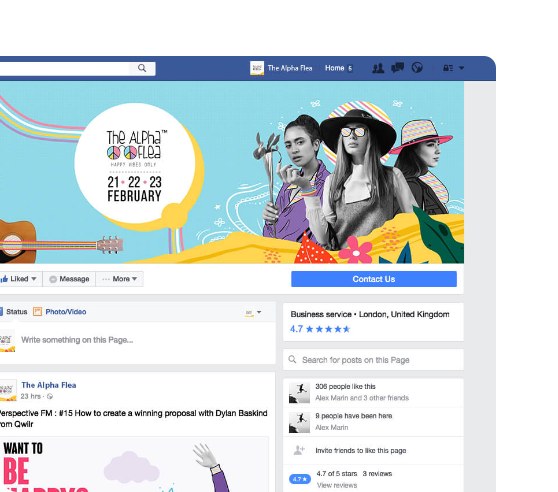 The Alpha Flea
Home 5
The Alpha™
Flea
HAPPY VIBES ONLY
21 • 22 • 23
FEBRUARY
Liked
Message
··· More
Contact Us
Status
Photo/Video
Business service • London, United Kingdom
4.7
Write something on this Page...
Search for posts on this Page
The Alpha Flea
23 hrs ·
306 people like this
Alex Marin and 3 other friends
9 people have been here
Alex Marin
Perspective FM : #15 How to create a winning proposal with Dylan Baskind
from Qwilr
Invite friends to like this page
WANT TO
BE
4.7 ★
4.7 of 5 stars 3 reviews
View reviews